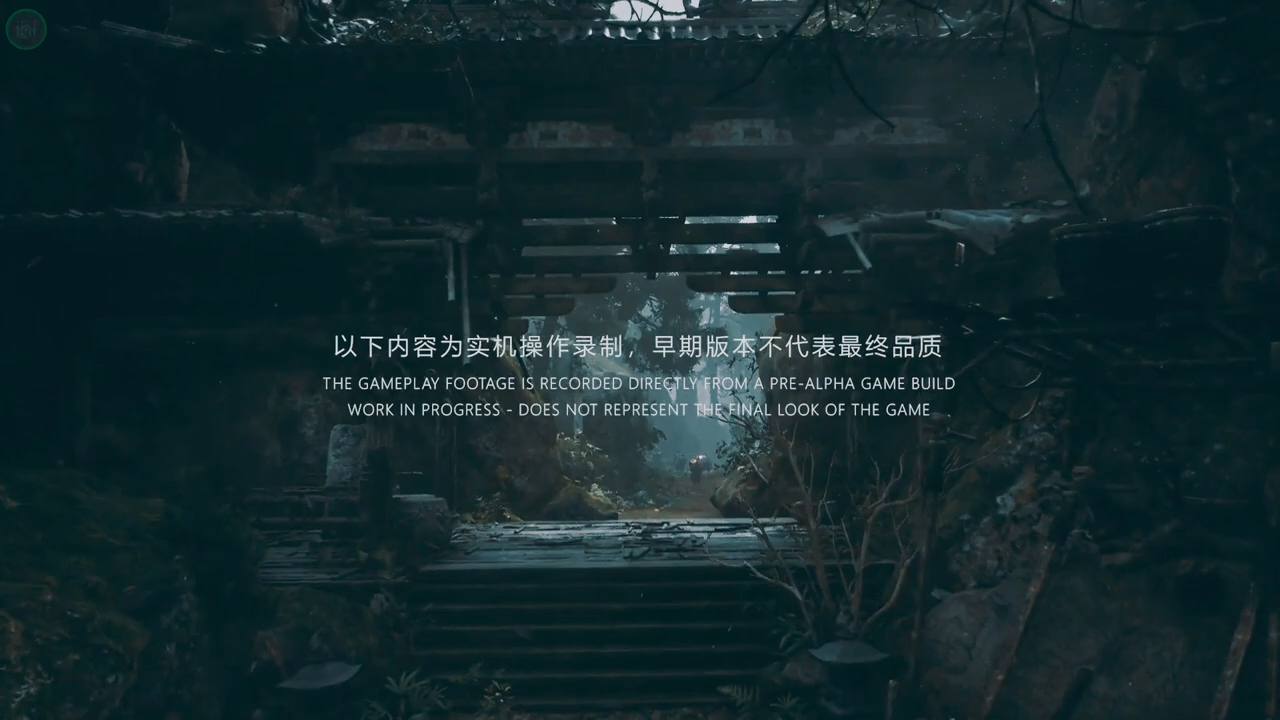 以下内容为实机操作录制，早期版本不代表最终品质
THE GAMEPLAY FOOTAGE IS RECORDED DIRECTLY FROM A PRE-ALPHA GAME BUILD
WORK IN PROGRESS - DOES NOT REPRESENT THE FINAL LOOK OF THE GAME